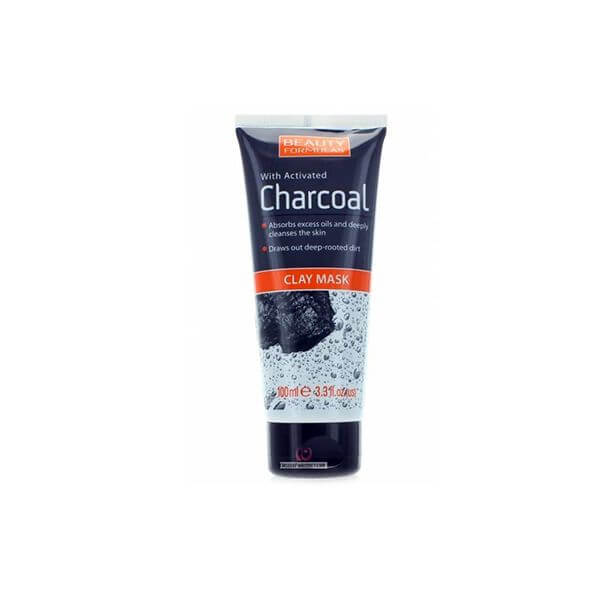 BEAUTY
FORMULAS
With Activated
Charcoal
Absorbs excess oils and deeply
cleanses the skin
Draws out deep-rooted dirt
CLAY MASK
100ml ℮ 3.3fl.oz.(US)